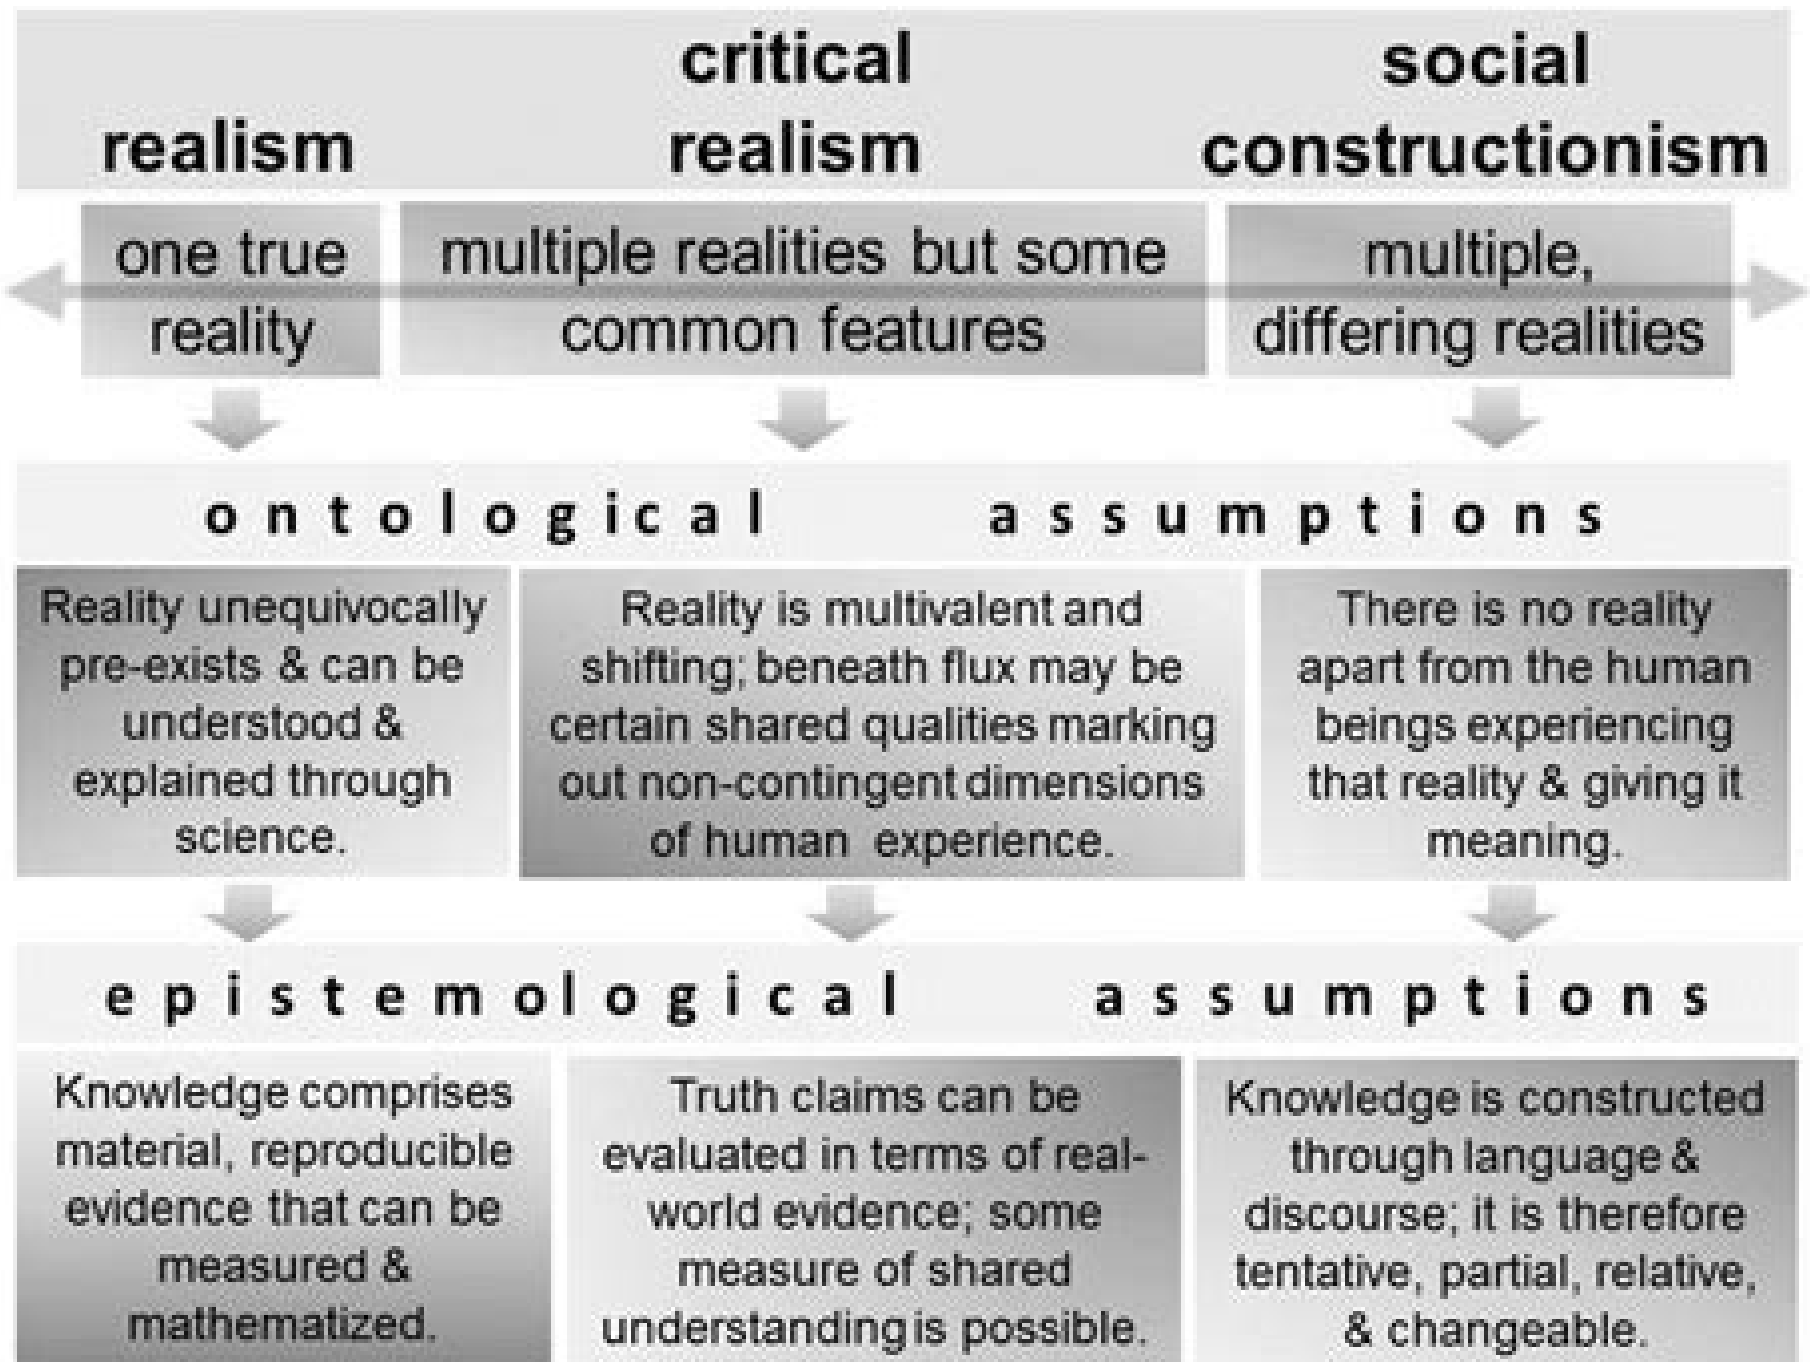 realism
critical
realism
social
constructionism
one true
reality
multiple realities but some
common features
multiple,
differing realities
ontological assumptions
Reality unequivocally
pre-exists & can be
understood &
explained through
science.
Reality is multivalent and
shifting; beneath flux may be
certain shared qualities marking
out non-contingent dimensions
of human experience.
There is no reality
apart from the human
beings experiencing
that reality & giving it
meaning.
epistemological assumptions
Knowledge comprises
material, reproducible
evidence that can be
measured &
mathematized.
Truth claims can be
evaluated in terms of real-
world evidence; some
measure of shared
understanding is possible.
Knowledge is constructed
through language &
discourse; it is therefore
tentative, partial, relative,
& changeable.